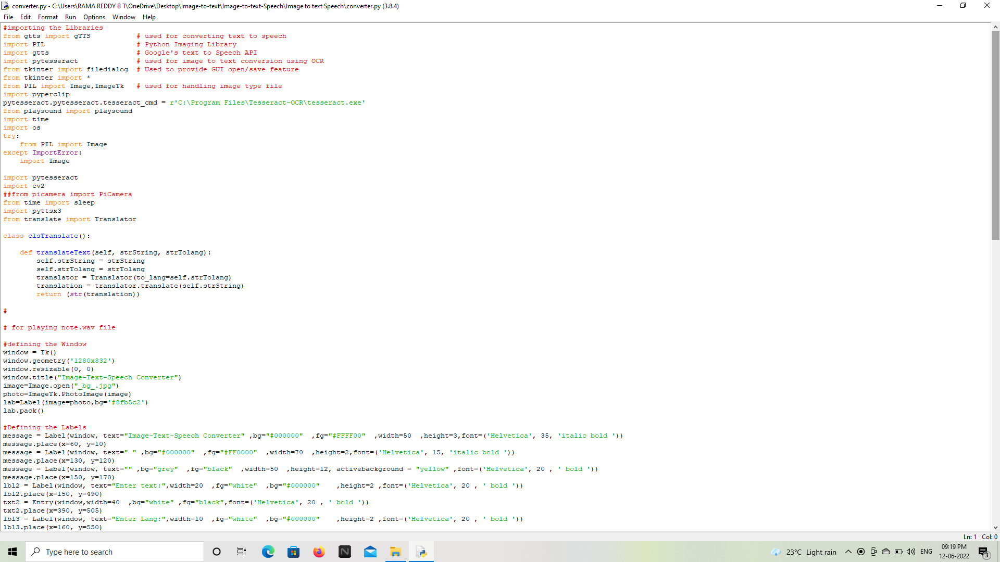 converter.py - C:\Users\RAMA REDDY B T\OneDrive\Desktop\Image-to-text\Image-to-text-Speech\Image to text Speech\converter.py (3.8.4)
File Edit Format Run Options Window Help
#importing the Libraries
from gtts import gTTS           # used for converting text to speech
import PIL                      # Python Imaging Library
import gtts                     # Google's text to Speech API
import pytesseract              # used for image to text conversion using OCR
from tkinter import filedialog  # Used to provide GUI open/save feature
from tkinter import *
from PIL import Image,ImageTk   # used for handling image type file
import pyperclip
pytesseract.pytesseract.tesseract_cmd = r'C:\Program Files\Tesseract-OCR\tesseract.exe'
from playsound import playsound
import time
import os
try:
    from PIL import Image
except ImportError:
    import Image

import pytesseract
import cv2
##from picamera import PiCamera
from time import sleep
import pyttsx3
from translate import Translator

class clsTranslate():

    def translateText(self, strString, strTolang):
        self.strString = strString
        self.strTolang = strTolang
        translator = Translator(to_lang=self.strTolang)
        translation = translator.translate(self.strString)
        return (str(translation))

#

# for playing note.wav file

#defining the Window
window = Tk()
window.geometry('1280x832')
window.resizable(0, 0)
window.title("Image-Text-Speech Converter")
image=Image.open("_bg_.jpg")
photo=ImageTk.PhotoImage(image)
lab=Label(image=photo,bg='#8fb5c2')
lab.pack()

#Defining the Labels
message = Label(window, text="Image-Text-Speech Converter" ,bg="#000000"  ,fg="#FFFF00"  ,width=50  ,height=3,font=('Helvetica', 35, 'italic bold '))
message.place(x=60, y=10)
message = Label(window, text=" " ,bg="#000000"  ,fg="#FF0000"  ,width=70  ,height=2,font=('Helvetica', 15, 'italic bold '))
message.place(x=130, y=120)
message = Label(window, text="" ,bg="grey"  ,fg="black"  ,width=50  ,height=12, activebackground = "yellow" ,font=('Helvetica', 20 , ' bold '))
message.place(x=150, y=170)
lbl2 = Label(window, text="Enter text:",width=20  ,fg="white"  ,bg="#000000"    ,height=2 ,font=('Helvetica', 20 , ' bold '))
lbl2.place(x=150, y=490)
txt2 = Entry(window,width=40  ,bg="white" ,fg="black",font=('Helvetica', 20 , ' bold '))
txt2.place(x=390, y=505)
lbl3 = Label(window, text="Enter Lang:",width=10  ,fg="white"  ,bg="#000000"    ,height=2 ,font=('Helvetica', 20 , ' bold '))
lbl3.place(x=160, y=550)
Ln: 1 Col: 0
Type here to search
N
23°C Light rain
ENG
09:19 PM
12-06-2022
3